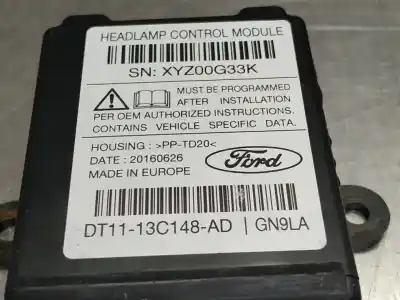 HEADLAMP CONTROL MODULE
SN: XYZ00G33K
MUST BE PROGRAMMED
AFTER INSTALLATION
PER OEM AUTHORIZED INSTRUCTIONS.
CONTAINS VEHICLE SPECIFIC DATA.
HOUSING : >PP-TD20<
DATE : 20160626
MADE IN EUROPE
Ford
DT11-13C148-AD | GN9LA